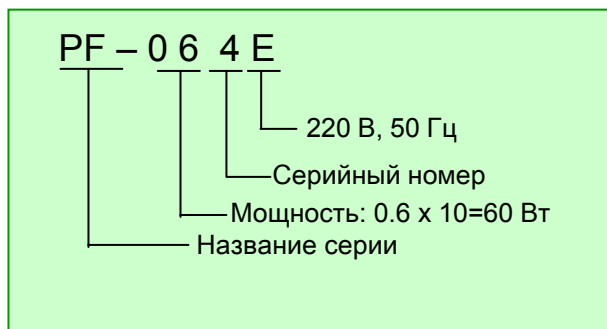 PF – 0 6 4 E
220 В, 50 Гц
Серийный номер
Мощность: 0.6 x 10=60 Вт
Название серии